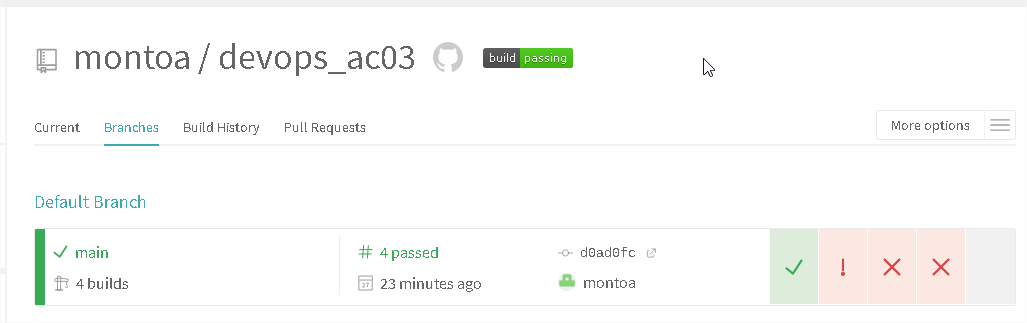 montoa / devops_ac03 build passing
Current Branches Build History Pull Requests More options
Default Branch
main # 4 passed d0ad0fc
4 builds 23 minutes ago montoa